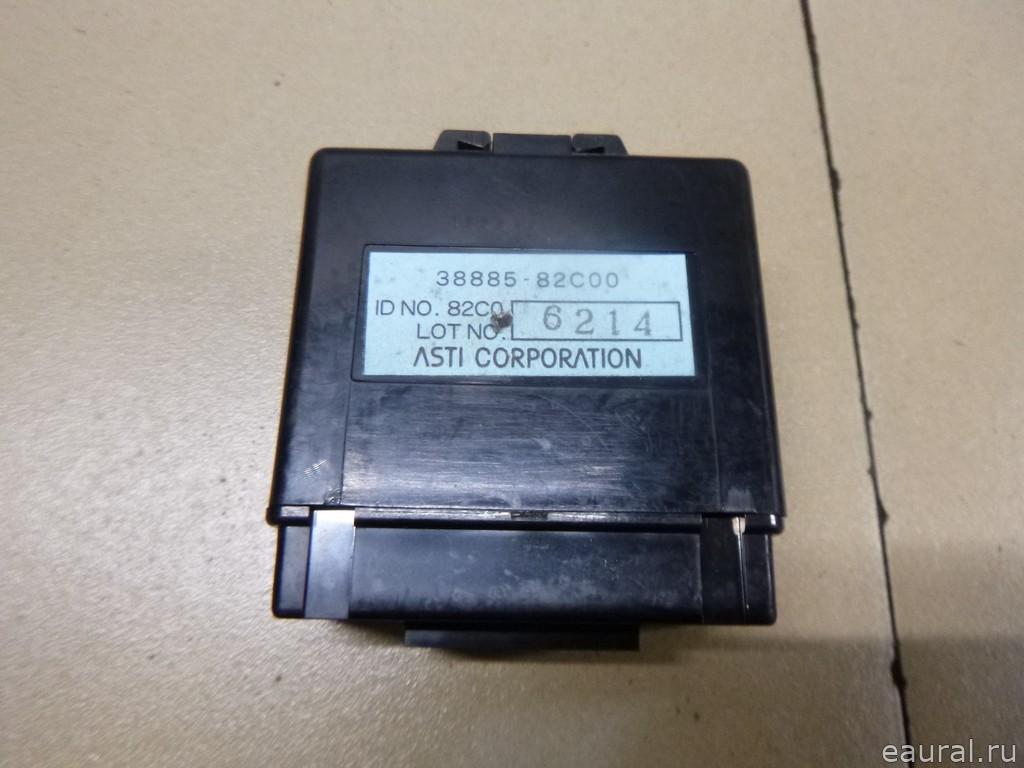 38885-82C00
ID NO. 82C0
LOT NO. 6214
ASTI CORPORATION
eaural.ru